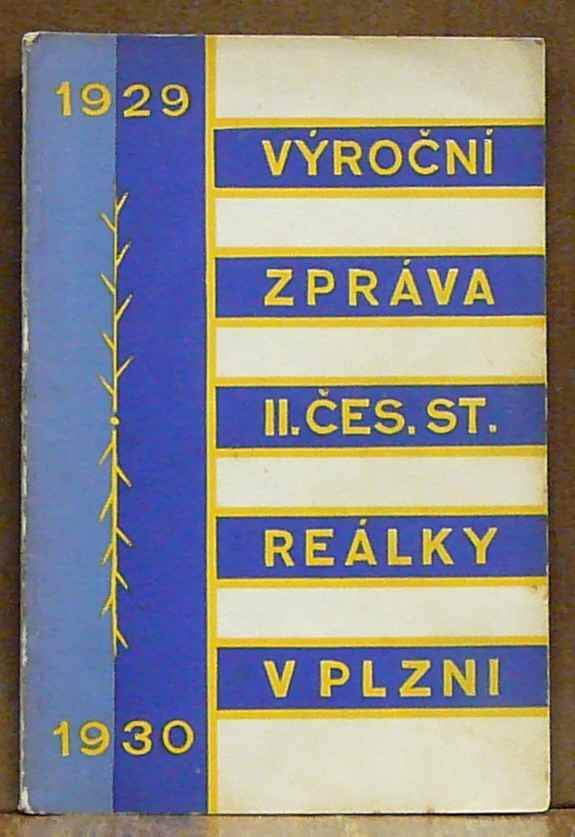 1929
VÝROČNÍ
ZPRÁVA
II. ČES. ST.
REÁLKY
V PLZNI
1930